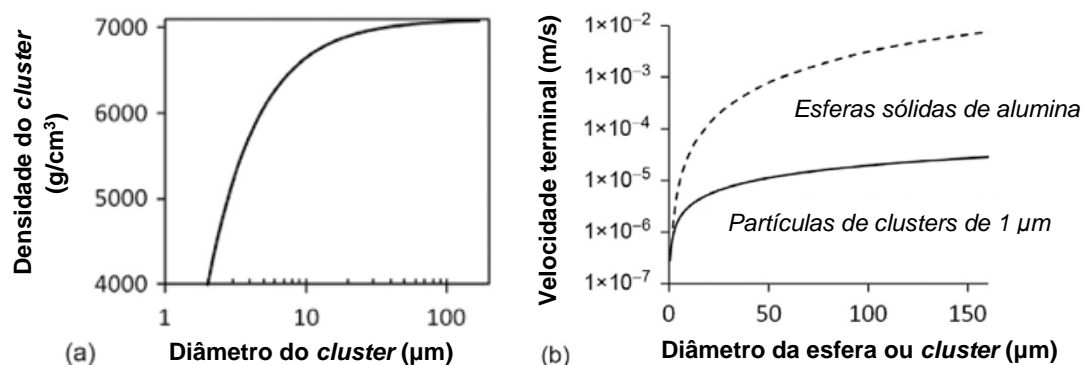 Densidade do cluster
(g/cm³)
7000
6000
5000
4000
1
10
100
(a)
Diâmetro do cluster (µm)
Velocidade terminal (m/s)
1×10⁻²
1×10⁻³
1×10⁻⁴
1×10⁻⁵
1×10⁻⁶
1×10⁻⁷
Esferas sólidas de alumina
Partículas de clusters de 1 µm
0
50
100
150
(b)
Diâmetro da esfera ou cluster (µm)